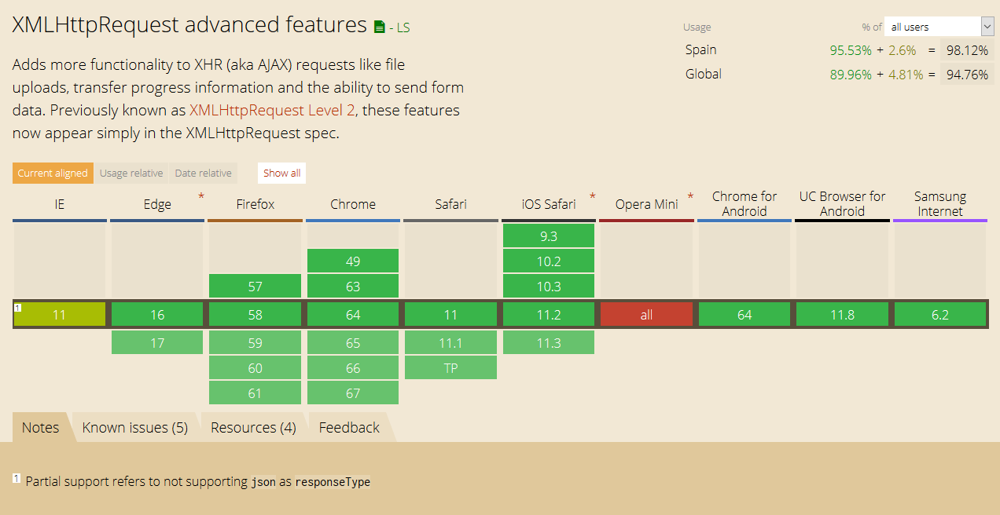 XMLHttpRequest advanced features - LS
Usage % of all users
Spain 95.53% + 2.6% = 98.12%
Global 89.96% + 4.81% = 94.76%
Adds more functionality to XHR (aka AJAX) requests like file
uploads, transfer progress information and the ability to send form
data. Previously known as XMLHttpRequest Level 2, these features
now appear simply in the XMLHttpRequest spec.
Current aligned Usage relative Date relative Show all
IE Edge * Firefox Chrome Safari iOS Safari * Opera Mini * Chrome for Android UC Browser for Android Samsung Internet
9.3
49 10.2
57 63 10.3
1 11 16 58 64 11 11.2 all 64 11.8 6.2
17 59 65 11.1 11.3
60 66 TP
61 67
Notes Known issues (5) Resources (4) Feedback
1 Partial support refers to not supporting json as responseType